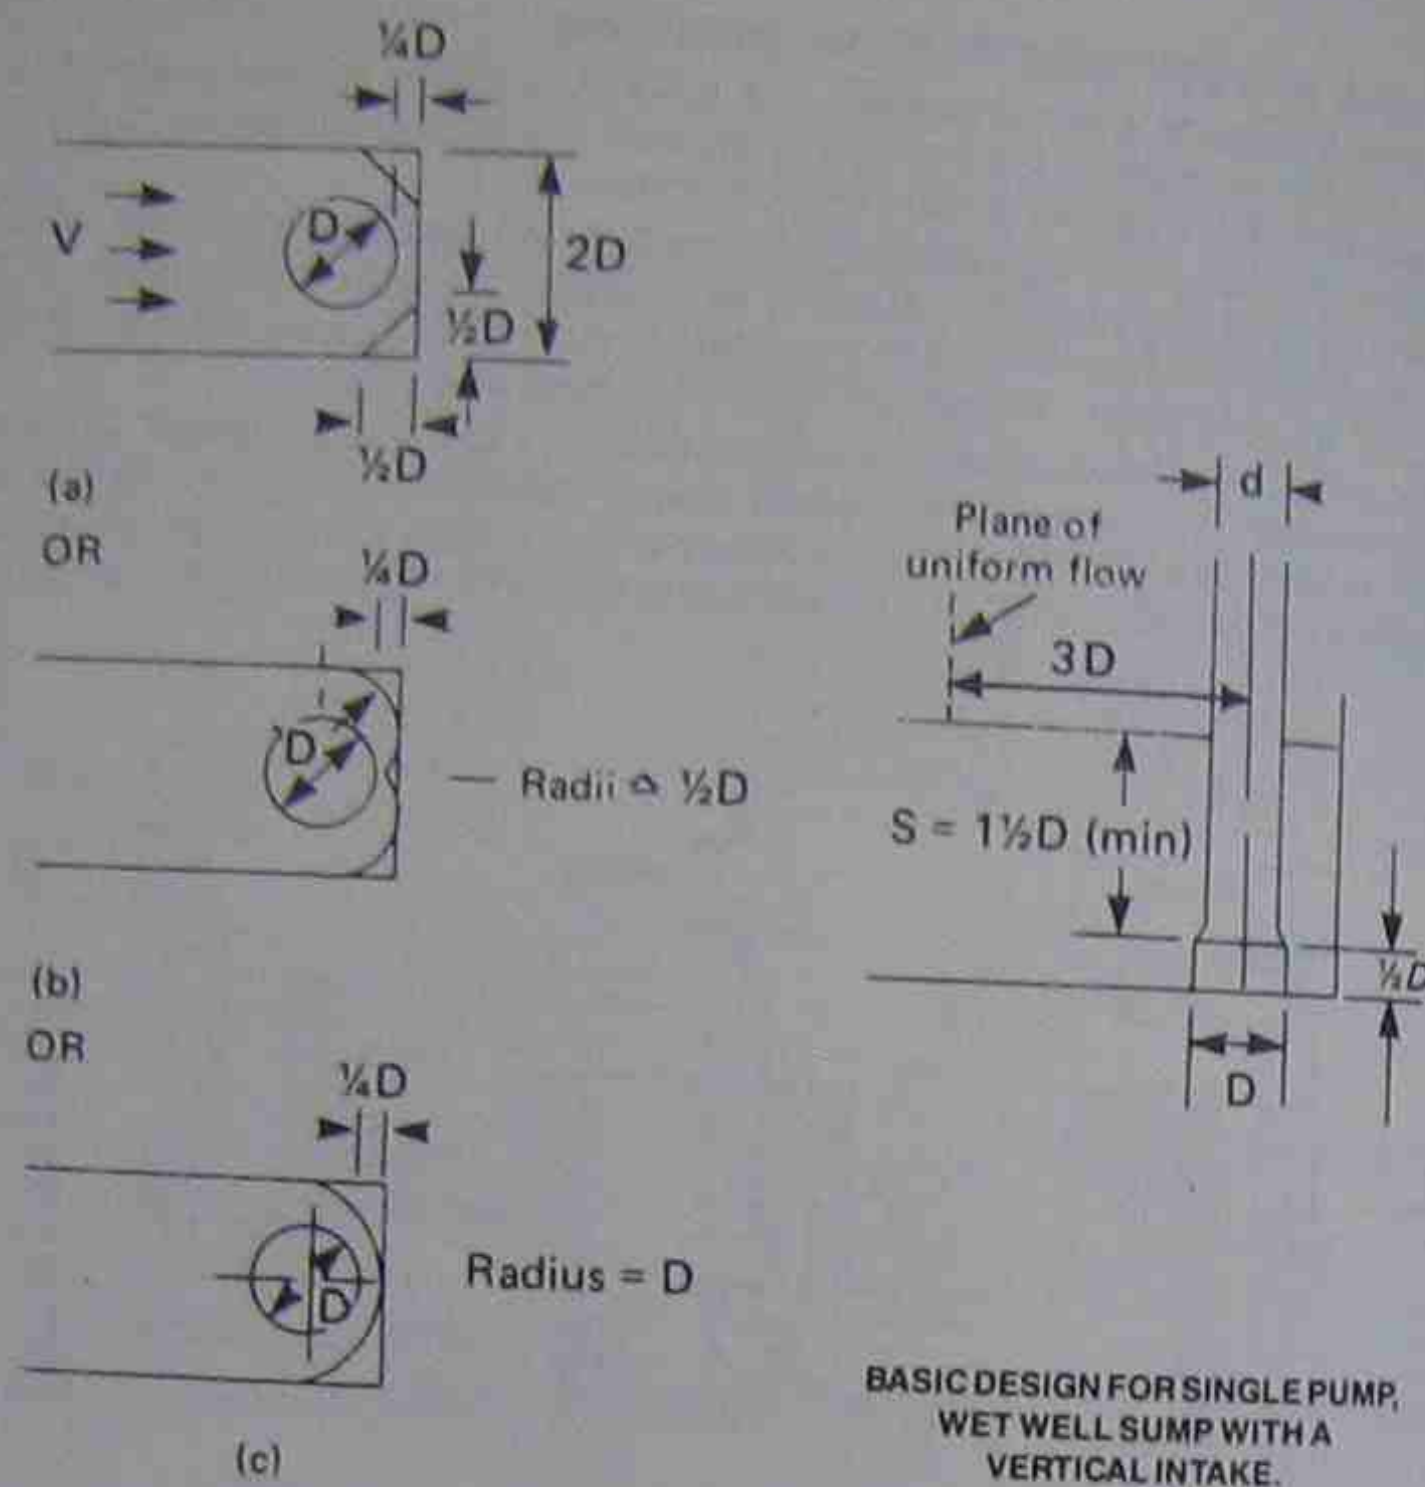 ¼D
V
D
2D
½D
½D
(a)
OR
¼D
D
Radii ≏ ½D
(b)
OR
¼D
D
Radius = D
(c)
d
Plane of
uniform flow
3D
S = 1½D (min)
½D
D
BASIC DESIGN FOR SINGLE PUMP,
WET WELL SUMP WITH A
VERTICAL INTAKE.